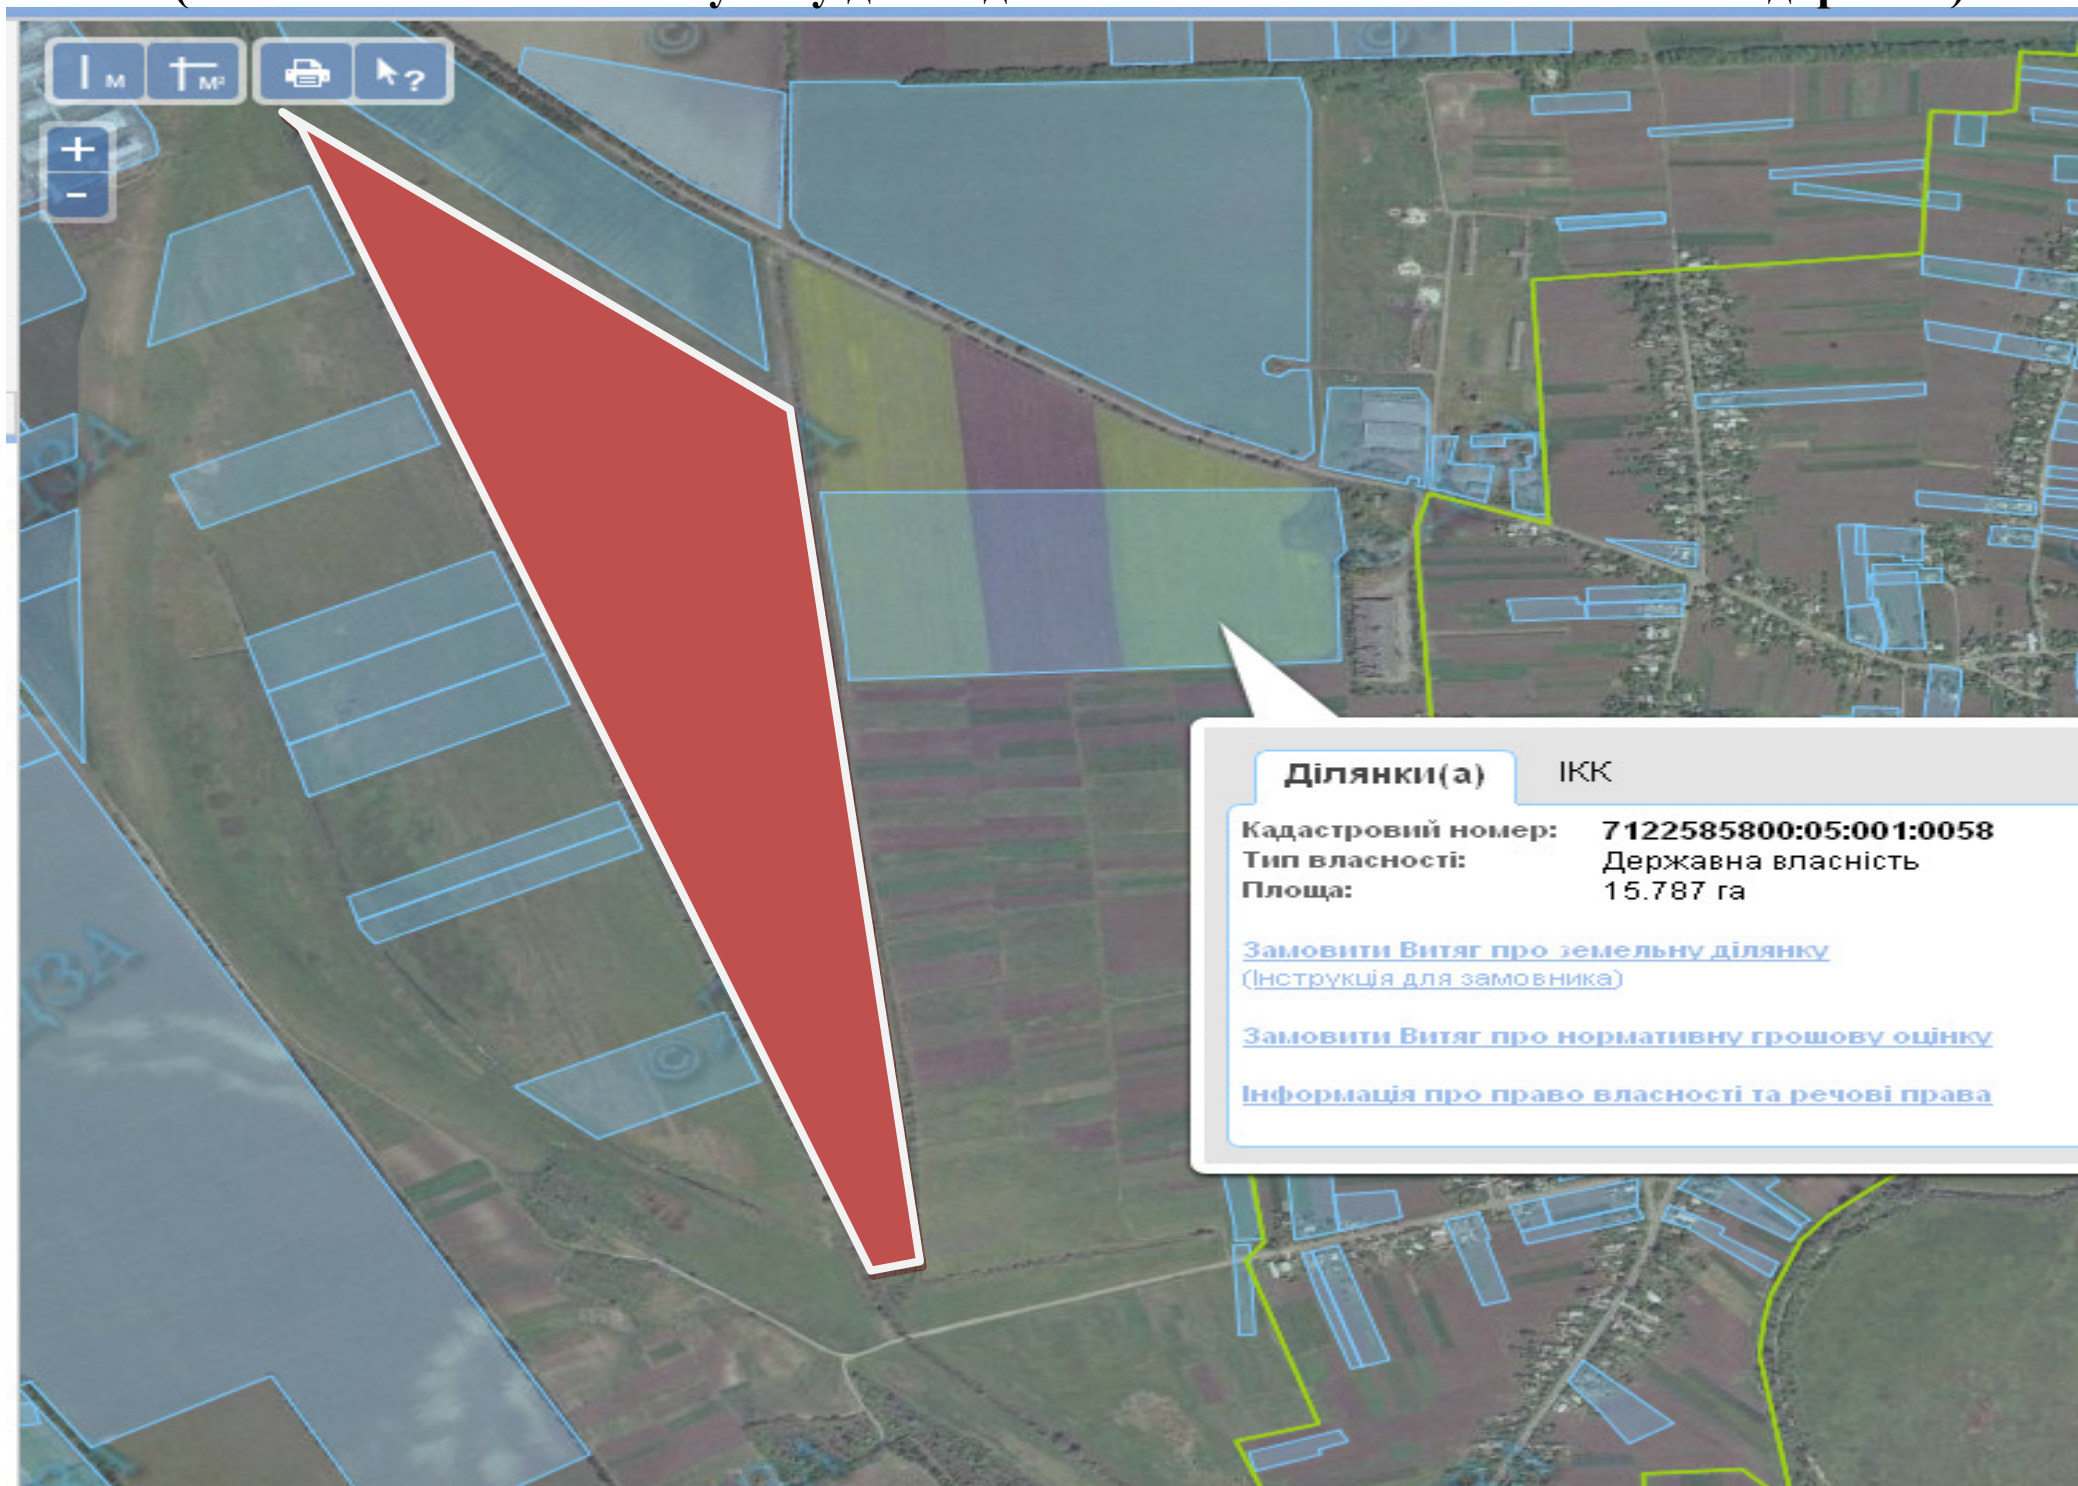 м
м²
?
+
-
Ділянки(а)
ІКК
Кадастровий номер: 7122585800:05:001:0058
Тип власності: Державна власність
Площа: 15.787 га
Замовити Витяг про земельну ділянку
(Інструкція для замовника)
Замовити Витяг про нормативну грошову оцінку
Інформація про право власності та речові права